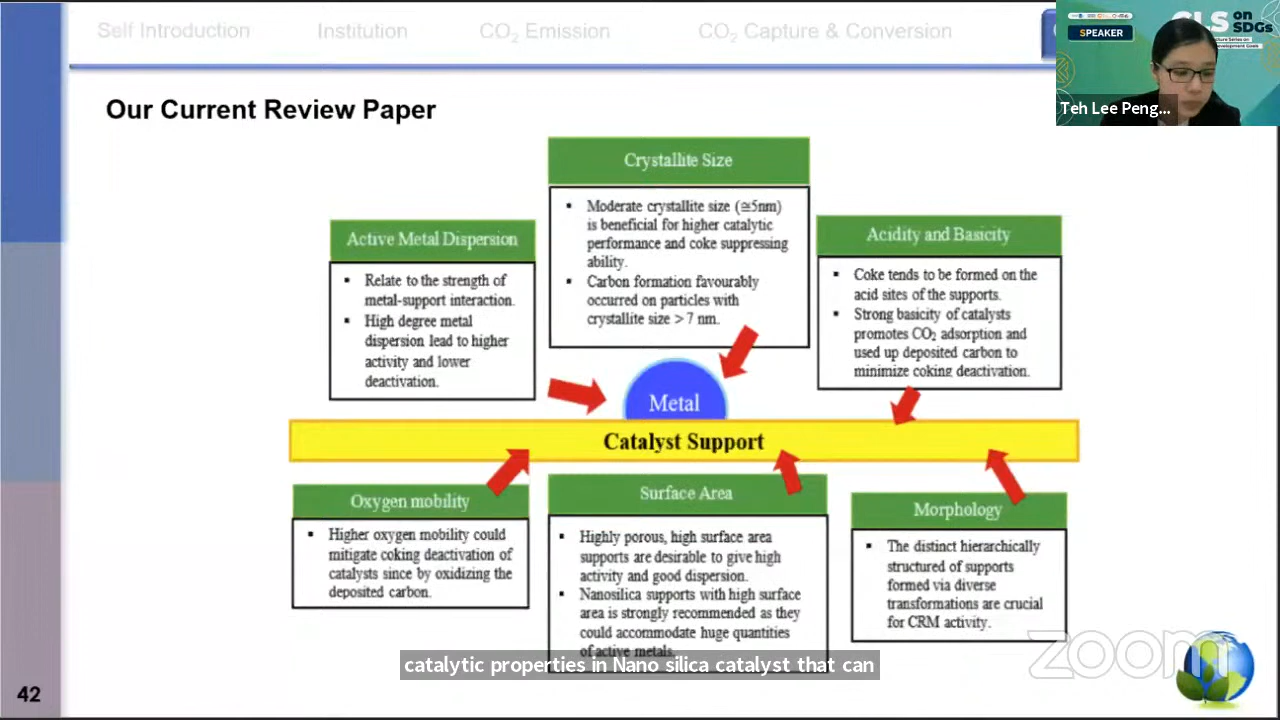 Self Introduction
Institution
CO₂ Emission
CO₂ Capture & Conversion
SPEAKER
CLS on SDGs
Teh Lee Peng...
Our Current Review Paper
Crystallite Size
▪ Moderate crystallite size (≅5nm)
is beneficial for higher catalytic
performance and coke suppressing
ability.
▪ Carbon formation favourably
occurred on particles with
crystallite size > 7 nm.
Active Metal Dispersion
▪ Relate to the strength of
metal-support interaction.
▪ High degree metal
dispersion lead to higher
activity and lower
deactivation.
Acidity and Basicity
▪ Coke tends to be formed on the
acid sites of the supports.
▪ Strong basicity of catalysts
promotes CO₂ adsorption and
used up deposited carbon to
minimize coking deactivation.
Metal
Catalyst Support
Oxygen mobility
▪ Higher oxygen mobility could
mitigate coking deactivation of
catalysts since by oxidizing the
deposited carbon.
Surface Area
▪ Highly porous, high surface area
supports are desirable to give high
activity and good dispersion.
▪ Nanosilica supports with high surface
area is strongly recommended as they
could accommodate huge quantities
of active metals.
Morphology
▪ The distinct hierarchically
structured of supports
formed via diverse
transformations are crucial
for CRM activity.
catalytic properties in Nano silica catalyst that can
zoom
42